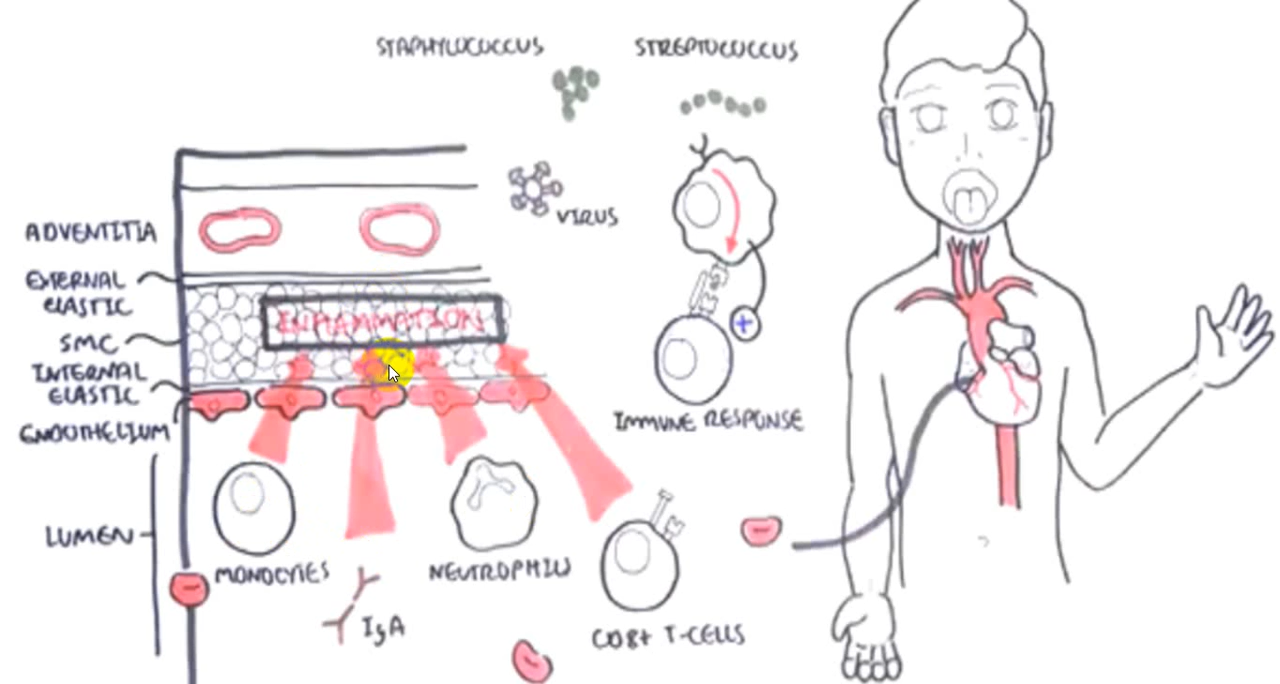 STAPHYLOCOCCUS
STREPTOCOCCUS
VIRUS
ADVENTITIA
EXTERNAL
ELASTIC
INFLAMMATION
SMC
INTERNAL
ELASTIC
ENDOTHELIUM
IMMUNE RESPONSE
LUMEN
MONOCYTES
NEUTROPHILS
IgA
CD8+ T-CELLS